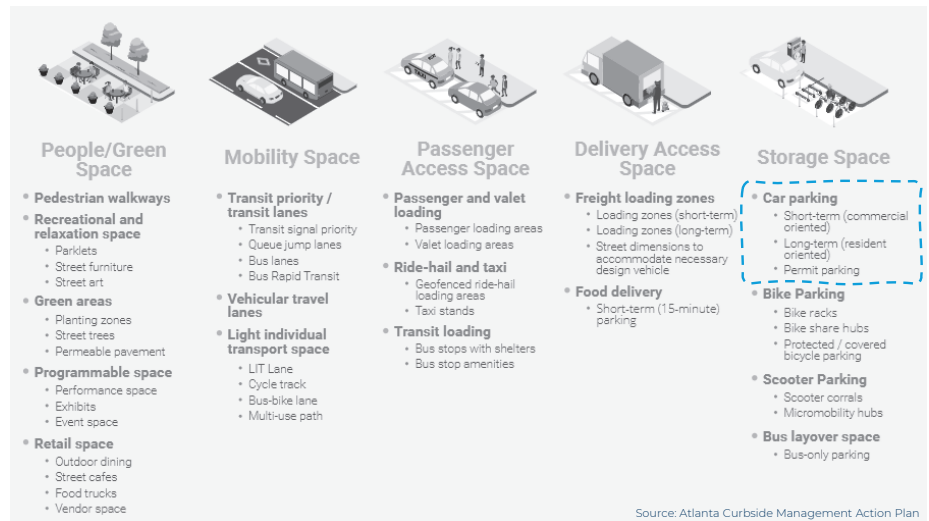 TAXI
People/Green
Space
• Pedestrian walkways
• Recreational and
relaxation space
• Parklets
• Street furniture
• Street art
• Green areas
• Planting zones
• Street trees
• Permeable pavement
• Programmable space
• Performance space
• Exhibits
• Event space
• Retail space
• Outdoor dining
• Street cafes
• Food trucks
• Vendor space
Mobility Space
• Transit priority /
transit lanes
• Transit signal priority
• Queue jump lanes
• Bus lanes
• Bus Rapid Transit
• Vehicular travel
lanes
• Light individual
transport space
• LIT Lane
• Cycle track
• Bus-bike lane
• Multi-use path
Passenger
Access Space
• Passenger and valet
loading
• Passenger loading areas
• Valet loading areas
• Ride-hail and taxi
• Geofenced ride-hail
loading areas
• Taxi stands
• Transit loading
• Bus stops with shelters
• Bus stop amenities
Delivery Access
Space
• Freight loading zones
• Loading zones (short-term)
• Loading zones (long-term)
• Street dimensions to
accommodate necessary
design vehicle
• Food delivery
• Short-term (15-minute)
parking
Storage Space
• Car parking
• Short-term (commercial
oriented)
• Long-term (resident
oriented)
• Permit parking
• Bike Parking
• Bike racks
• Bike share hubs
• Protected / covered
bicycle parking
• Scooter Parking
• Scooter corrals
• Micromobility hubs
• Bus layover space
• Bus-only parking
Source: Atlanta Curbside Management Action Plan